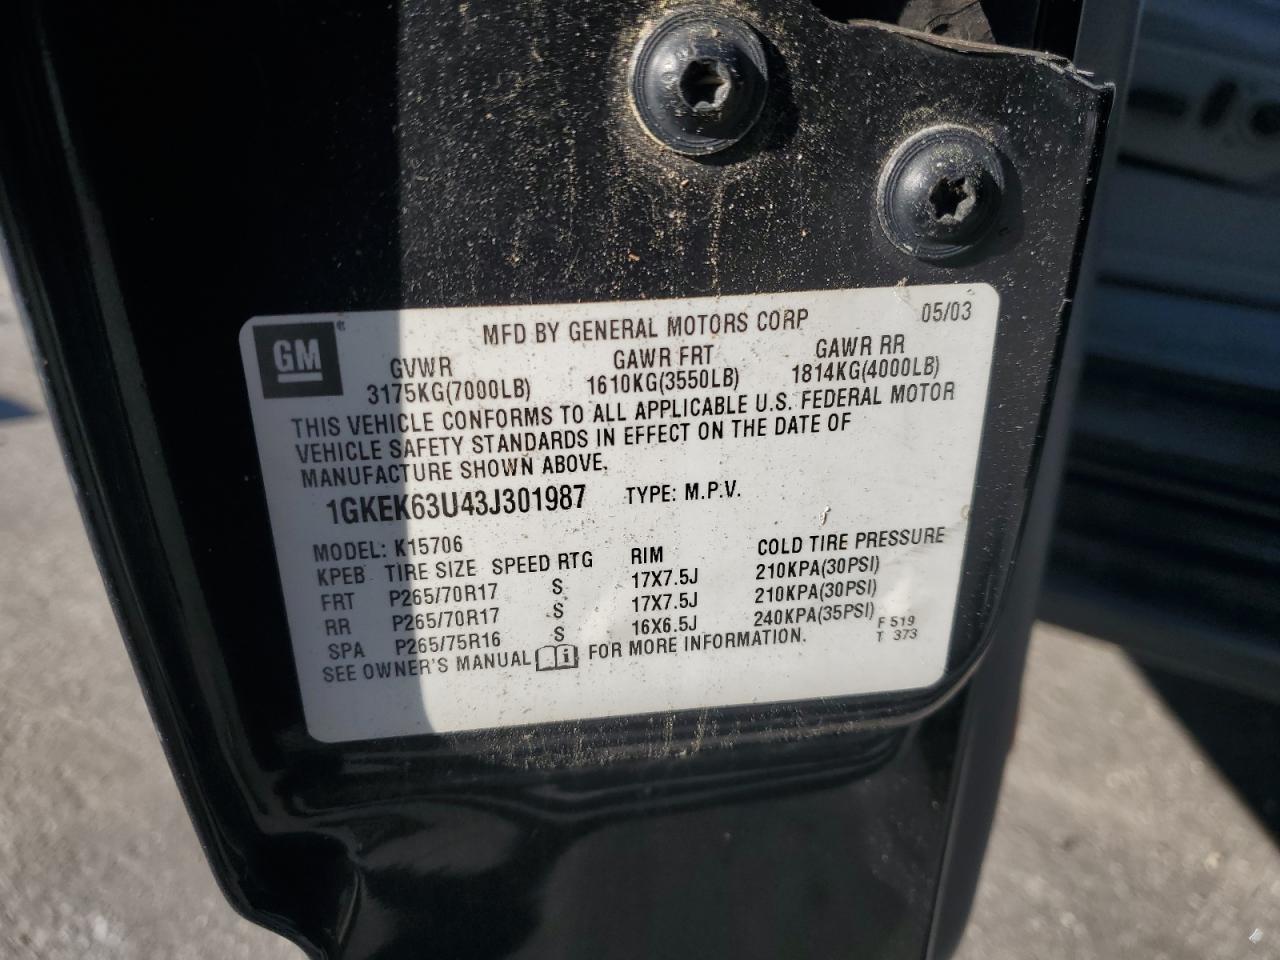 05/03
GM
MFD BY GENERAL MOTORS CORP
GVWR GAWR FRT GAWR RR
3175KG(7000LB) 1610KG(3550LB) 1814KG(4000LB)
THIS VEHICLE CONFORMS TO ALL APPLICABLE U.S. FEDERAL MOTOR
VEHICLE SAFETY STANDARDS IN EFFECT ON THE DATE OF
MANUFACTURE SHOWN ABOVE.
1GKEK63U43J301987 TYPE: M.P.V.
MODEL: K15706
KPEB TIRE SIZE SPEED RTG RIM COLD TIRE PRESSURE
FRT P265/70R17 S 17X7.5J 210KPA(30PSI)
RR P265/70R17 S 17X7.5J 210KPA(30PSI)
SPA P265/75R16 S 16X6.5J 240KPA(35PSI)
SEE OWNER'S MANUAL FOR MORE INFORMATION.
F 519
T 373